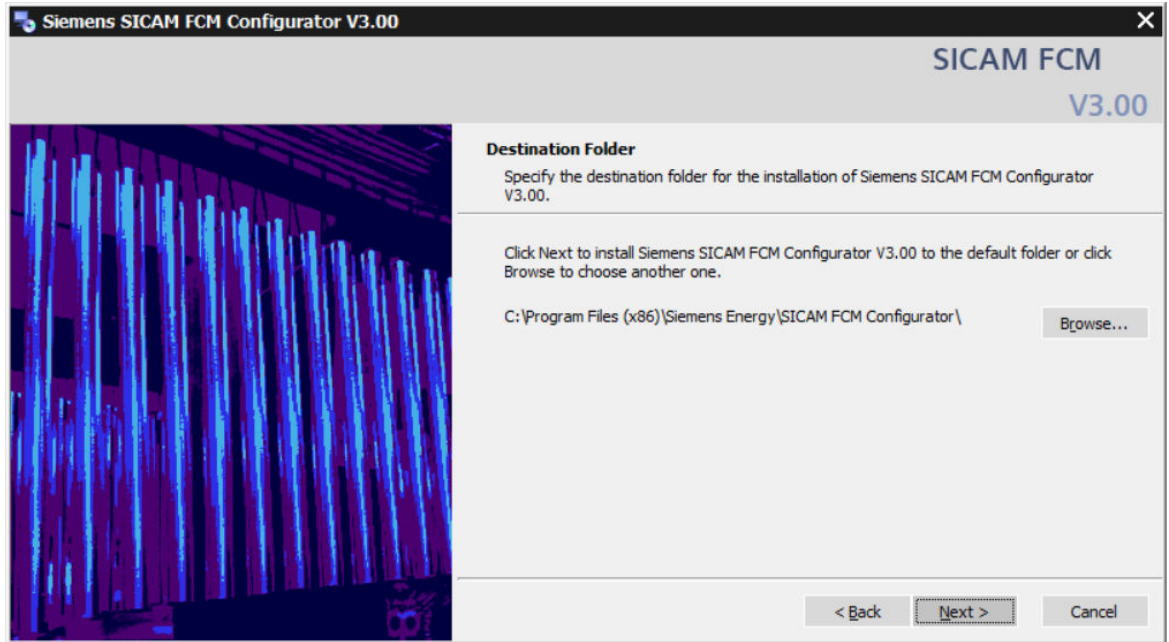 Siemens SICAM FCM Configurator V3.00
SICAM FCM
V3.00
Destination Folder
Specify the destination folder for the installation of Siemens SICAM FCM Configurator
V3.00.
Click Next to install Siemens SICAM FCM Configurator V3.00 to the default folder or click
Browse to choose another one.
C:\Program Files (x86)\Siemens Energy\SICAM FCM Configurator\
Browse...
< Back
Next >
Cancel